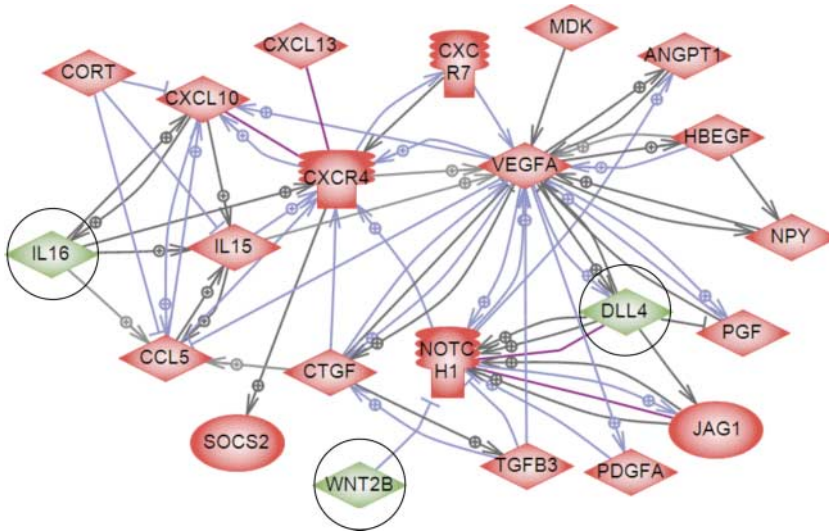 CXCL13
CXC
R7
MDK
ANGPT1
CORT
CXCL10
HBEGF
CXCR4
VEGFA
IL16
IL15
NPY
DLL4
CCL5
CTGF
NOTC
H1
PGF
SOCS2
JAG1
WNT2B
TGFB3
PDGFA